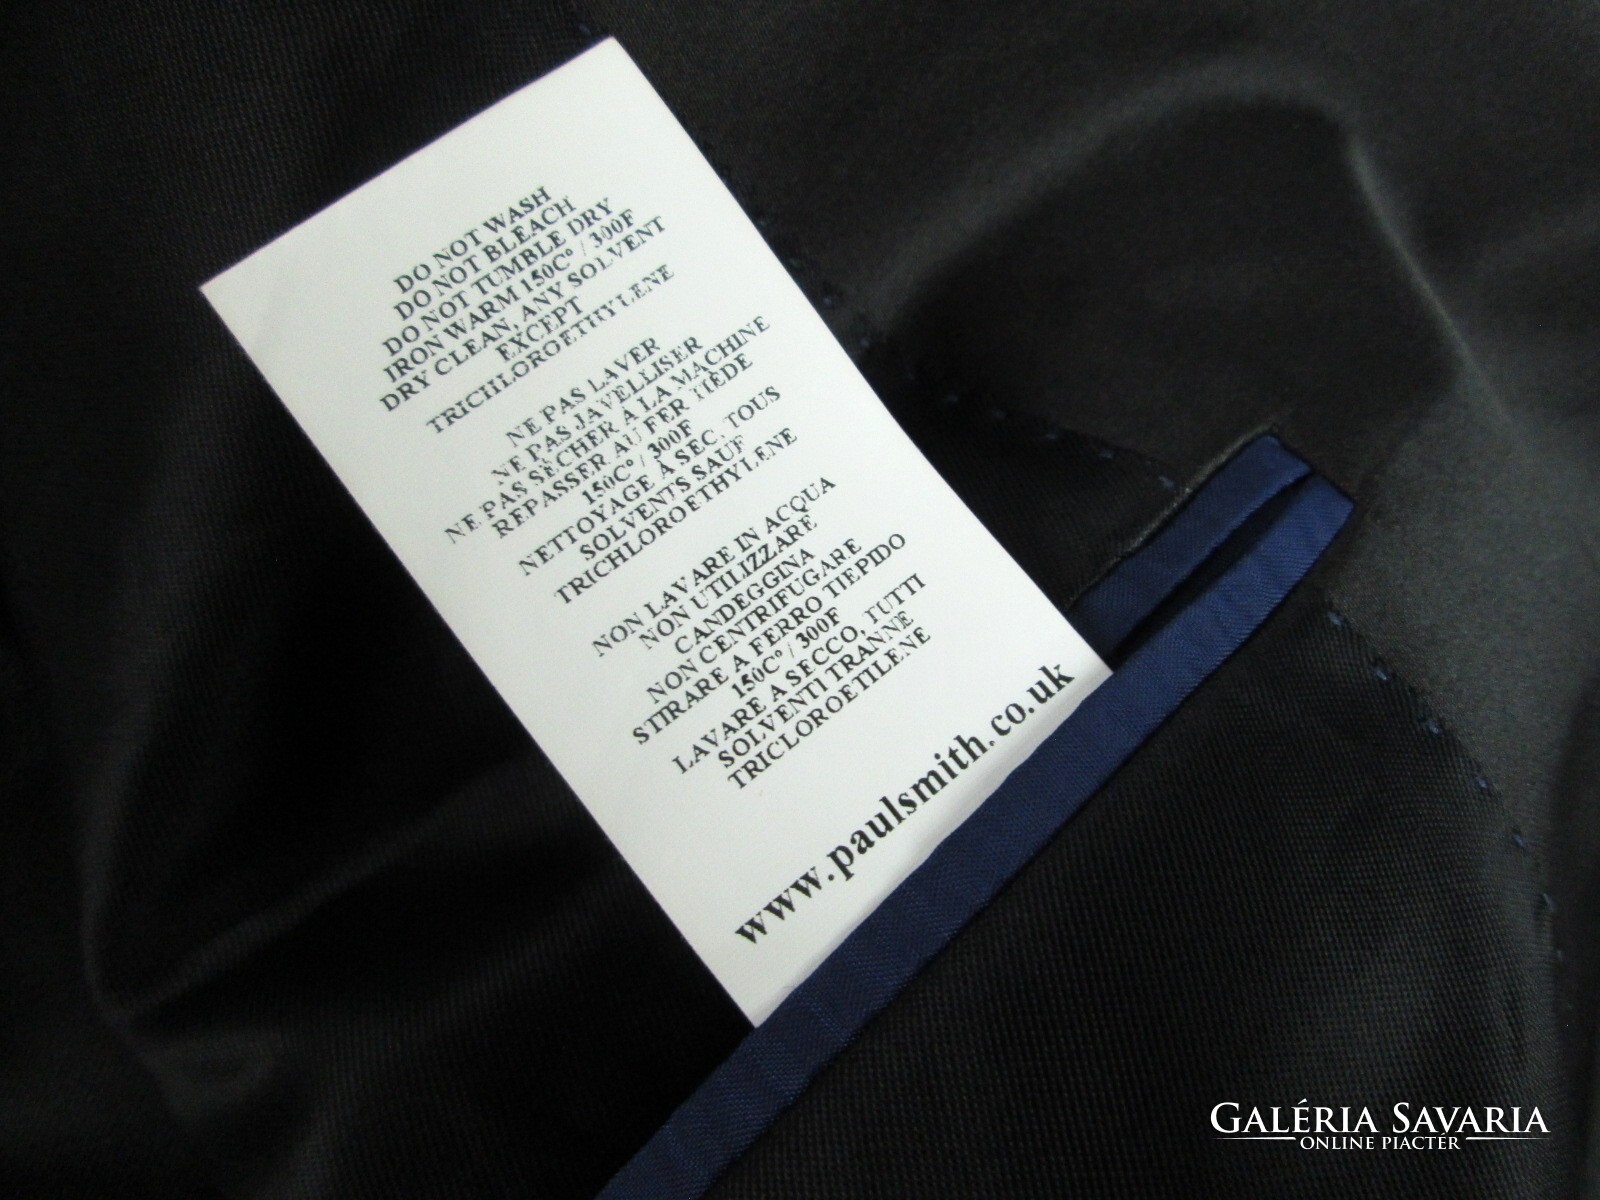 DO NOT WASH
DO NOT BLEACH
DO NOT TUMBLE DRY
IRON WARM 150C° / 300F
DRY CLEAN, ANY SOLVENT
EXCEPT
TRICHLOROETHYLENE
NE PAS LAVER
NE PAS JAVELLISER
NE PAS SÈCHER À LA MACHINE
REPASSER AU FER TIÈDE
150C° / 300F
NETTOYAGE À SEC, TOUS
SOLVENTS SAUF
TRICHLOROETHYLENE
NON LAVARE IN ACQUA
NON UTILIZZARE
CANDEGGINA
NON CENTRIFUGARE
STIRARE A FERRO TIEPIDO
150C° / 300F
LAVARE A SECCO, TUTTI
SOLVENTI TRANNE
TRICLOROETILENE
www.paulsmith.co.uk
GALÉRIA SAVARIA
ONLINE PIACTÉR